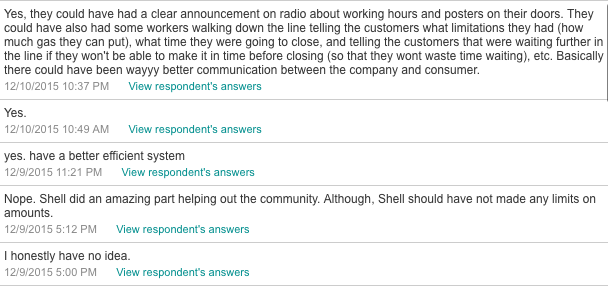 Yes, they could have had a clear announcement on radio about working hours and posters on their doors. They
could have also had some workers walking down the line telling the customers what limitations they had (how
much gas they can put), what time they were going to close, and telling the customers that were waiting further in
the line if they won't be able to make it in time before closing (so that they wont waste time waiting), etc. Basically
there could have been wayyy better communication between the company and consumer.
12/10/2015 10:37 PM View respondent's answers
Yes.
12/10/2015 10:49 AM View respondent's answers
yes. have a better efficient system
12/9/2015 11:21 PM View respondent's answers
Nope. Shell did an amazing part helping out the community. Although, Shell should have not made any limits on
amounts.
12/9/2015 5:12 PM View respondent's answers
I honestly have no idea.
12/9/2015 5:00 PM View respondent's answers